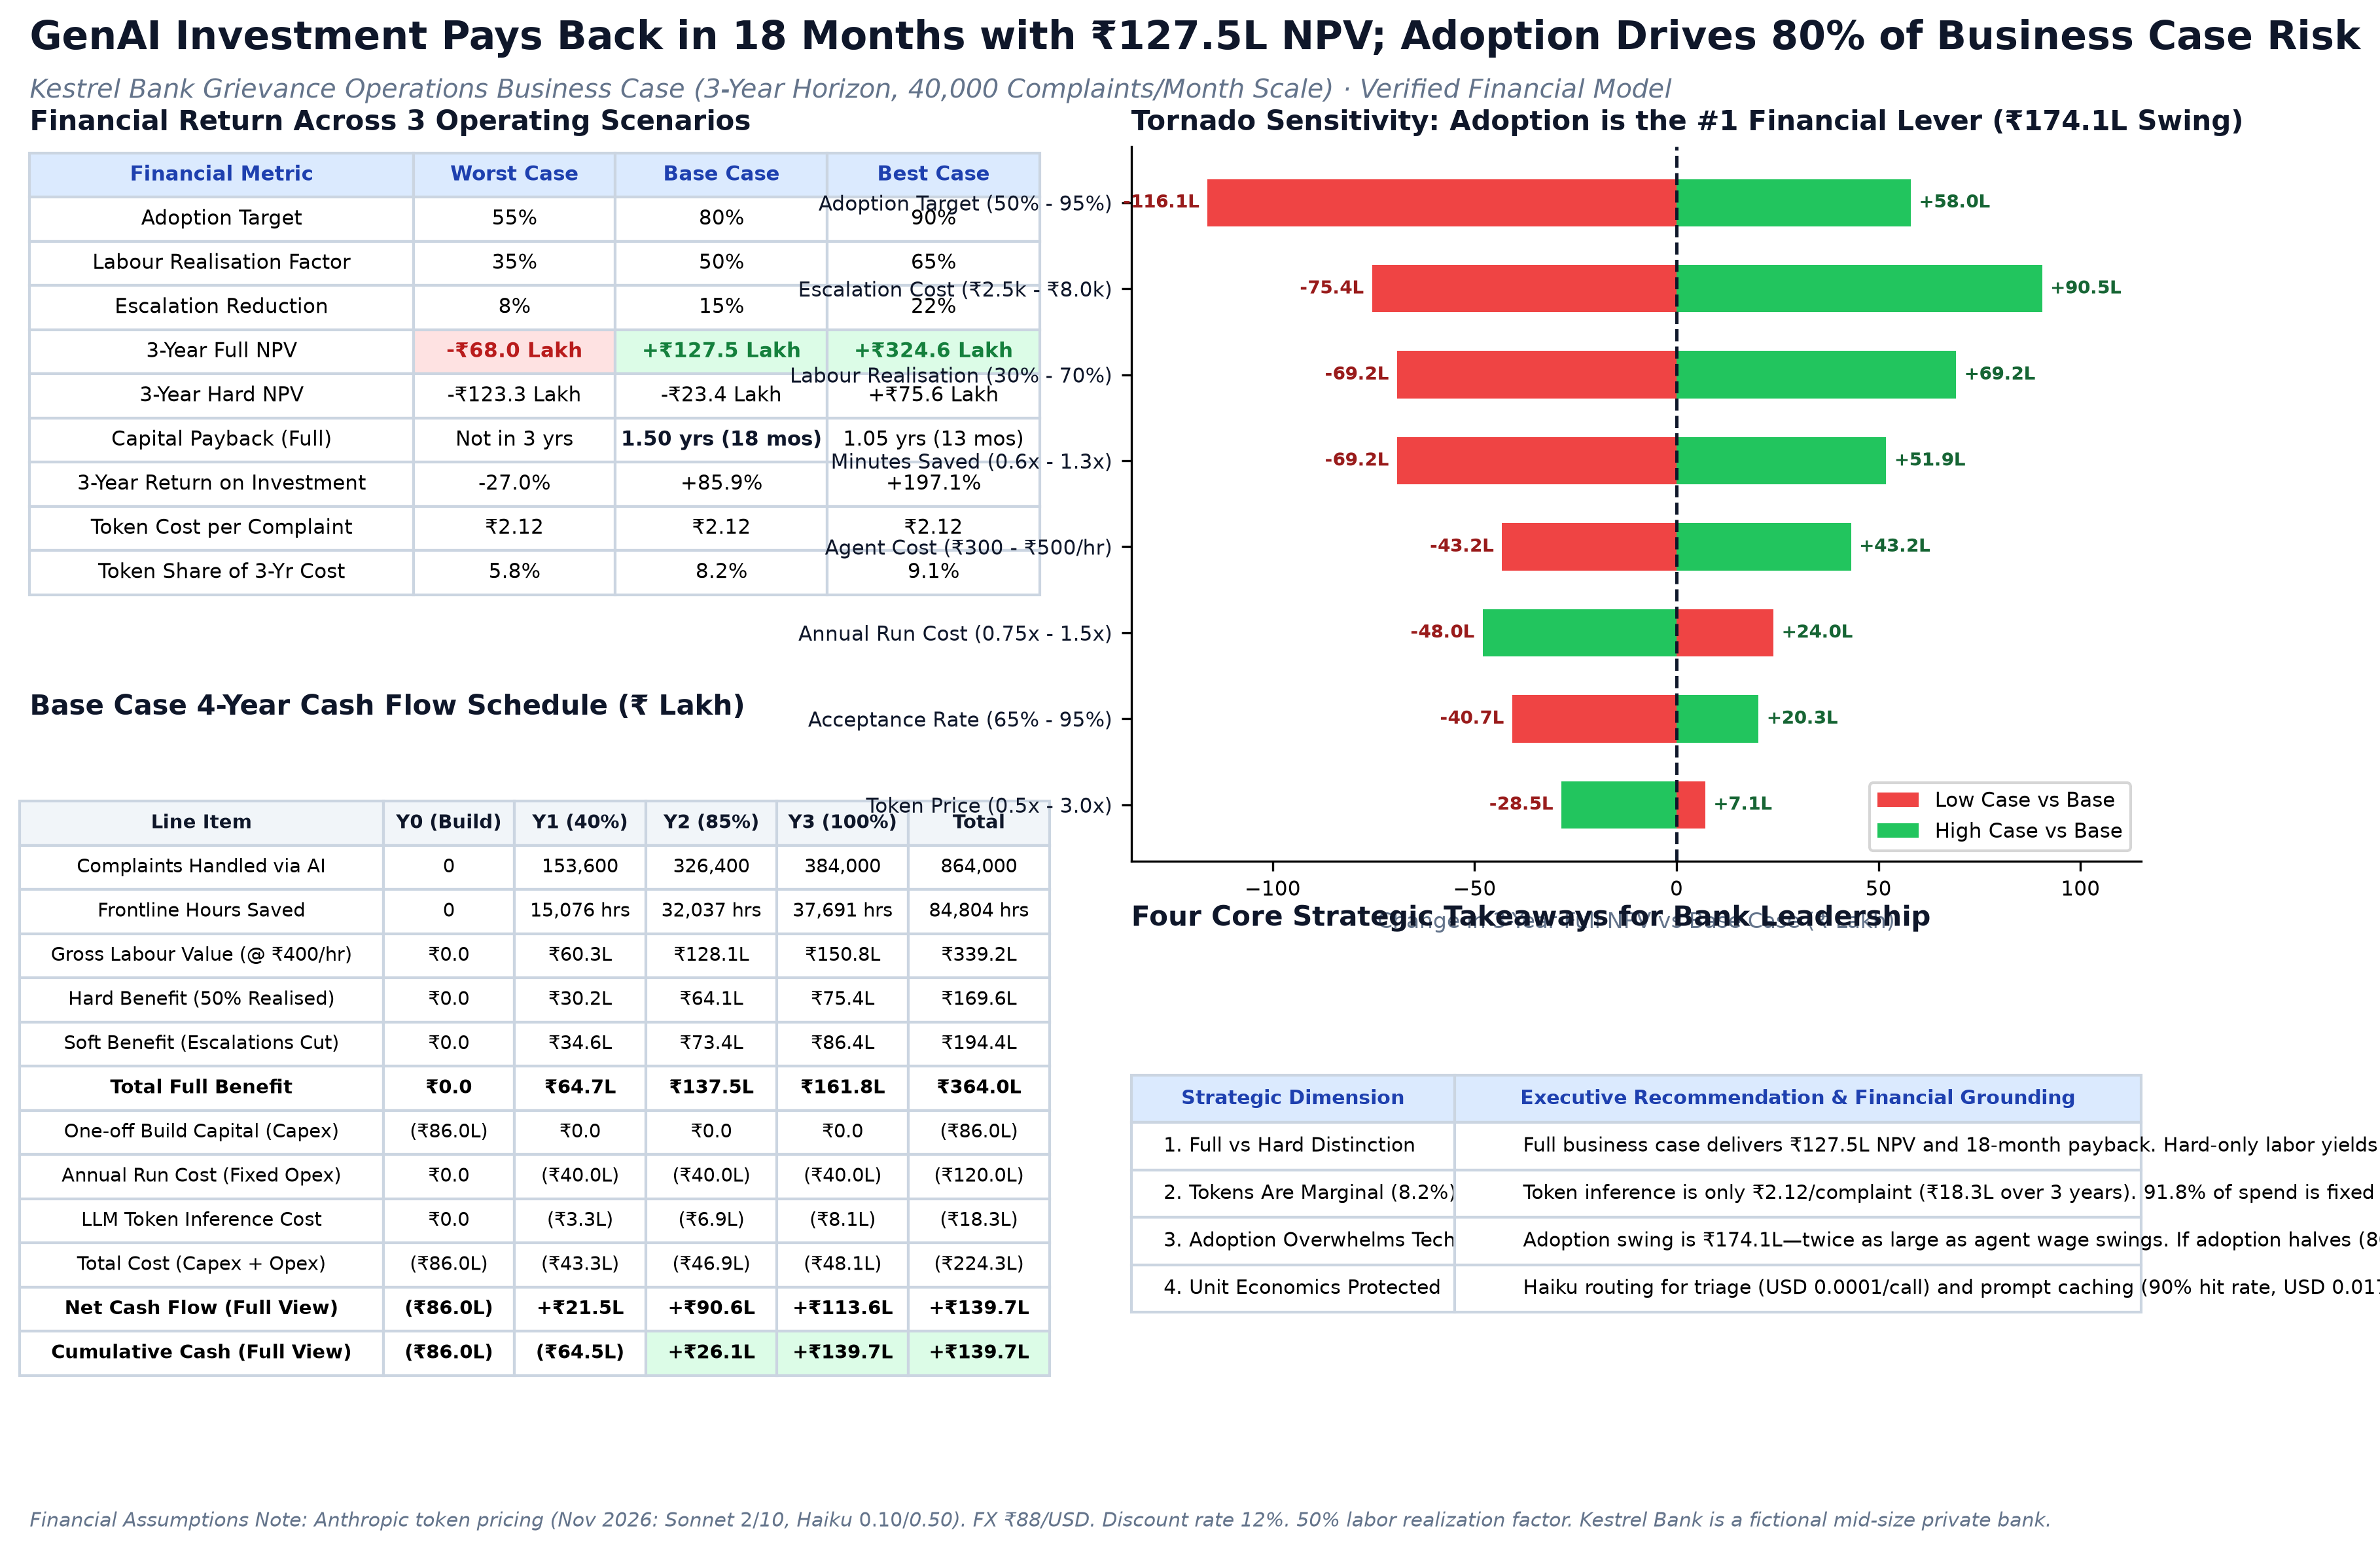 GenAI Investment Pays Back in 18 Months with ₹127.5L NPV; Adoption Drives 80% of Business Case Risk
Kestrel Bank Grievance Operations Business Case (3-Year Horizon, 40,000 Complaints/Month Scale) · Verified Financial Model
Financial Return Across 3 Operating Scenarios
Financial Metric Worst Case Base Case Best Case
Adoption Target 55% 80% 90%
Labour Realisation Factor 35% 50% 65%
Escalation Reduction 8% 15% 22%
3-Year Full NPV -₹68.0 Lakh +₹127.5 Lakh +₹324.6 Lakh
3-Year Hard NPV -₹123.3 Lakh -₹23.4 Lakh +₹75.6 Lakh
Capital Payback (Full) Not in 3 yrs 1.50 yrs (18 mos) 1.05 yrs (13 mos)
3-Year Return on Investment -27.0% +85.9% +197.1%
Token Cost per Complaint ₹2.12 ₹2.12 ₹2.12
Token Share of 3-Yr Cost 5.8% 8.2% 9.1%
Tornado Sensitivity: Adoption is the #1 Financial Lever (₹174.1L Swing)
Adoption Target (50% - 95%) -116.1L +58.0L
Escalation Cost (₹2.5k - ₹8.0k) -75.4L +90.5L
Labour Realisation (30% - 70%) -69.2L +69.2L
Minutes Saved (0.6x - 1.3x) -69.2L +51.9L
Agent Cost (₹300 - ₹500/hr) -43.2L +43.2L
Annual Run Cost (0.75x - 1.5x) -48.0L +24.0L
Acceptance Rate (65% - 95%) -40.7L +20.3L
Token Price (0.5x - 3.0x) -28.5L +7.1L
Low Case vs Base
High Case vs Base
−100 −50 0 50 100
Change in 3-Year Full NPV vs Base Case (₹ Lakh)
Base Case 4-Year Cash Flow Schedule (₹ Lakh)
Line Item Y0 (Build) Y1 (40%) Y2 (85%) Y3 (100%) Total
Complaints Handled via AI 0 153,600 326,400 384,000 864,000
Frontline Hours Saved 0 15,076 hrs 32,037 hrs 37,691 hrs 84,804 hrs
Gross Labour Value (@ ₹400/hr) ₹0.0 ₹60.3L ₹128.1L ₹150.8L ₹339.2L
Hard Benefit (50% Realised) ₹0.0 ₹30.2L ₹64.1L ₹75.4L ₹169.6L
Soft Benefit (Escalations Cut) ₹0.0 ₹34.6L ₹73.4L ₹86.4L ₹194.4L
Total Full Benefit ₹0.0 ₹64.7L ₹137.5L ₹161.8L ₹364.0L
One-off Build Capital (Capex) (₹86.0L) ₹0.0 ₹0.0 ₹0.0 (₹86.0L)
Annual Run Cost (Fixed Opex) ₹0.0 (₹40.0L) (₹40.0L) (₹40.0L) (₹120.0L)
LLM Token Inference Cost ₹0.0 (₹3.3L) (₹6.9L) (₹8.1L) (₹18.3L)
Total Cost (Capex + Opex) (₹86.0L) (₹43.3L) (₹46.9L) (₹48.1L) (₹224.3L)
Net Cash Flow (Full View) (₹86.0L) +₹21.5L +₹90.6L +₹113.6L +₹139.7L
Cumulative Cash (Full View) (₹86.0L) (₹64.5L) +₹26.1L +₹139.7L +₹139.7L
Four Core Strategic Takeaways for Bank Leadership
Strategic Dimension Executive Recommendation & Financial Grounding
1. Full vs Hard Distinction Full business case delivers ₹127.5L NPV and 18-month payback. Hard-only labor yields
2. Tokens Are Marginal (8.2%) Token inference is only ₹2.12/complaint (₹18.3L over 3 years). 91.8% of spend is fixed
3. Adoption Overwhelms Tech Adoption swing is ₹174.1L—twice as large as agent wage swings. If adoption halves (8
4. Unit Economics Protected Haiku routing for triage (USD 0.0001/call) and prompt caching (90% hit rate, USD 0.01
Financial Assumptions Note: Anthropic token pricing (Nov 2026: Sonnet 2/10, Haiku 0.10/0.50). FX ₹88/USD. Discount rate 12%. 50% labor realization factor. Kestrel Bank is a fictional mid-size private bank.